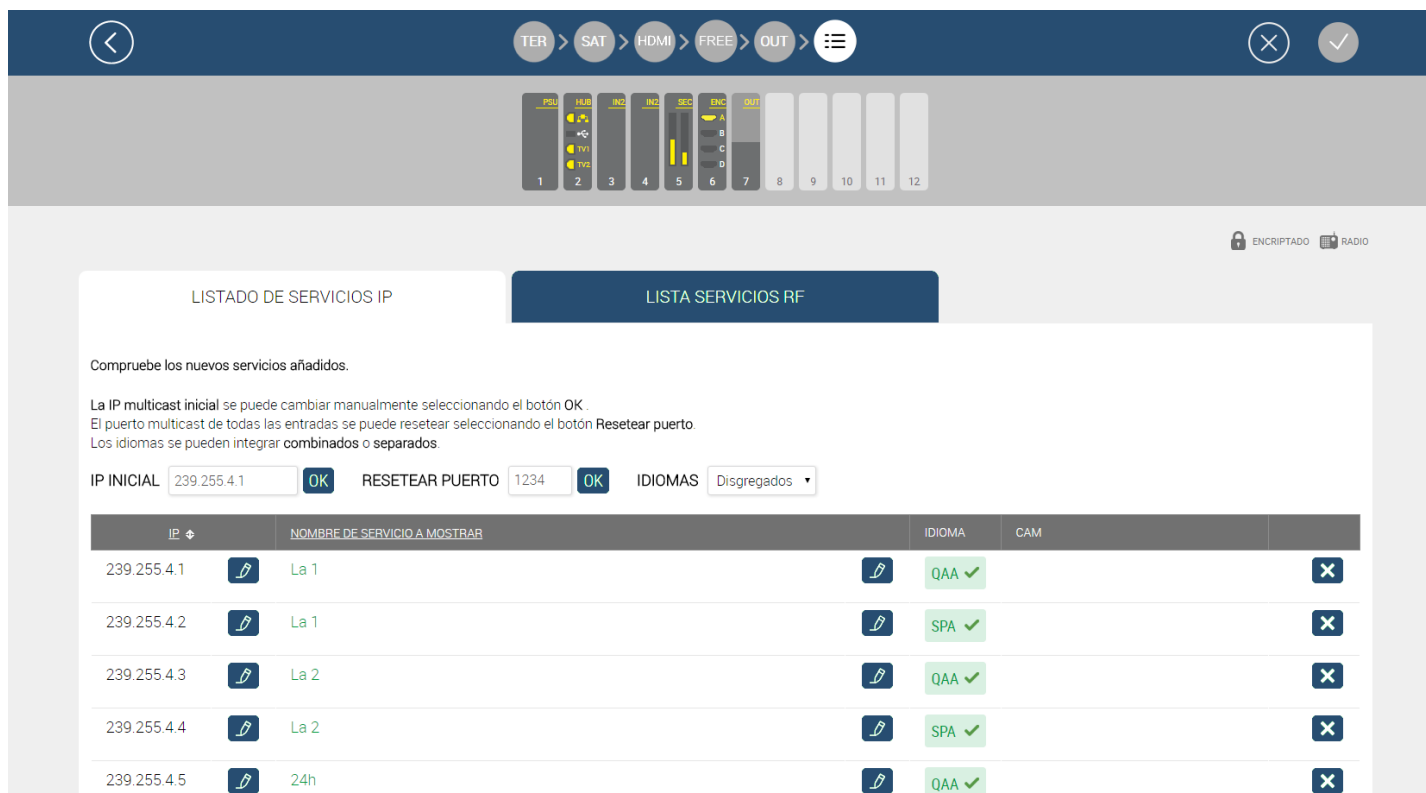 TER > SAT > HDMI > FREE > OUT >
PSU HUB IN2 IN2 SEC ENC OUT
A
B
TV1 C
TV2 D
1 2 3 4 5 6 7 8 9 10 11 12
ENCRIPTADO RADIO
LISTADO DE SERVICIOS IP LISTA SERVICIOS RF
Compruebe los nuevos servicios añadidos.
La IP multicast inicial se puede cambiar manualmente seleccionando el botón OK .
El puerto multicast de todas las entradas se puede resetear seleccionando el botón Resetear puerto.
Los idiomas se pueden integrar combinados o separados.
IP INICIAL 239.255.4.1 OK RESETEAR PUERTO 1234 OK IDIOMAS Disgregados
IP NOMBRE DE SERVICIO A MOSTRAR IDIOMA CAM
239.255.4.1 La 1 QAA
239.255.4.2 La 1 SPA
239.255.4.3 La 2 QAA
239.255.4.4 La 2 SPA
239.255.4.5 24h QAA